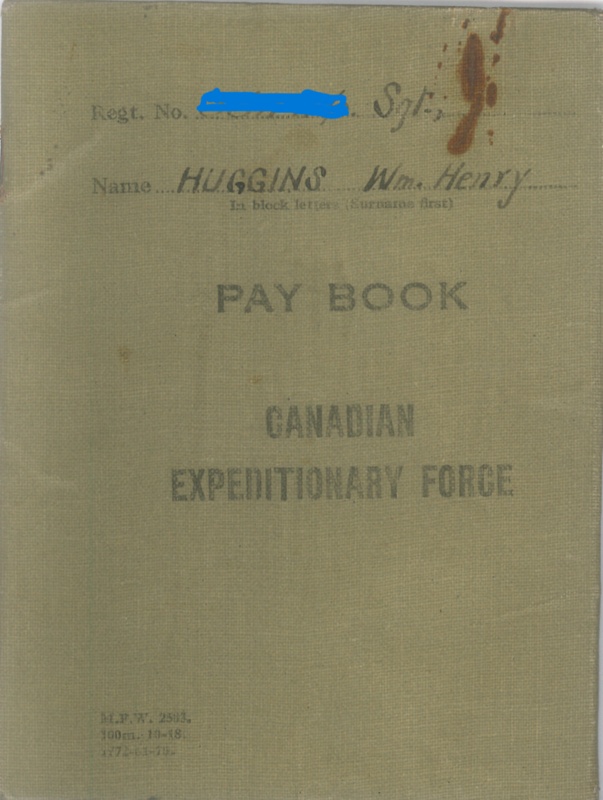 Regt. No. Sgt.
Name HUGGINS Wm. Henry
In block letters (Surname first)
PAY BOOK
CANADIAN
EXPEDITIONARY FORCE
M.F.W. 2583.
100m. 10-18.